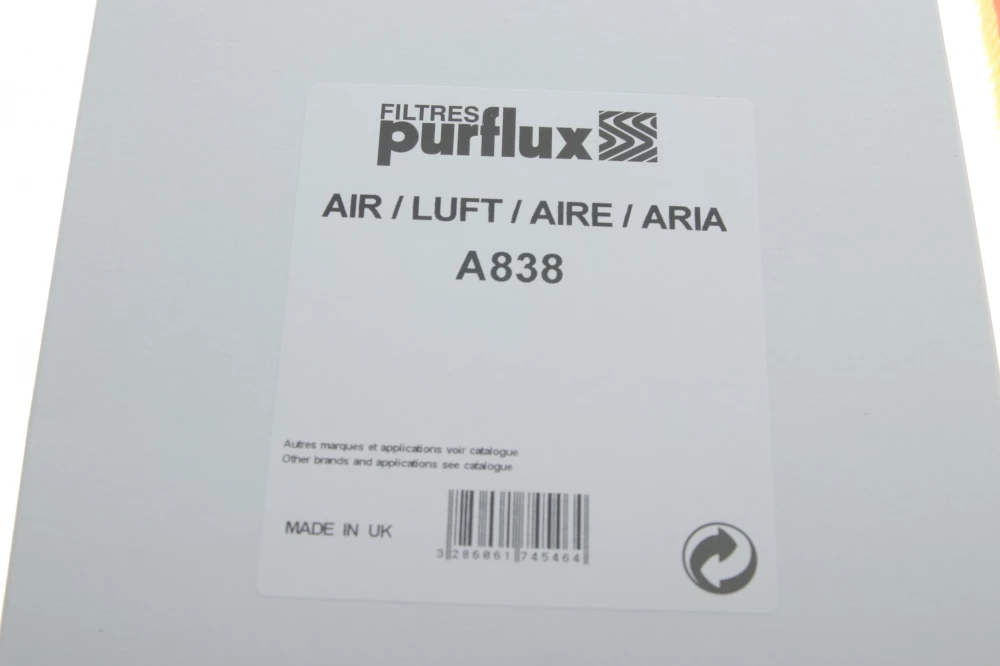 FILTRES
purflux
AIR / LUFT / AIRE / ARIA
A838
Autres marques et applications voir catalogue
Other brands and applications see catalogue
MADE IN UK
3 286061 745464